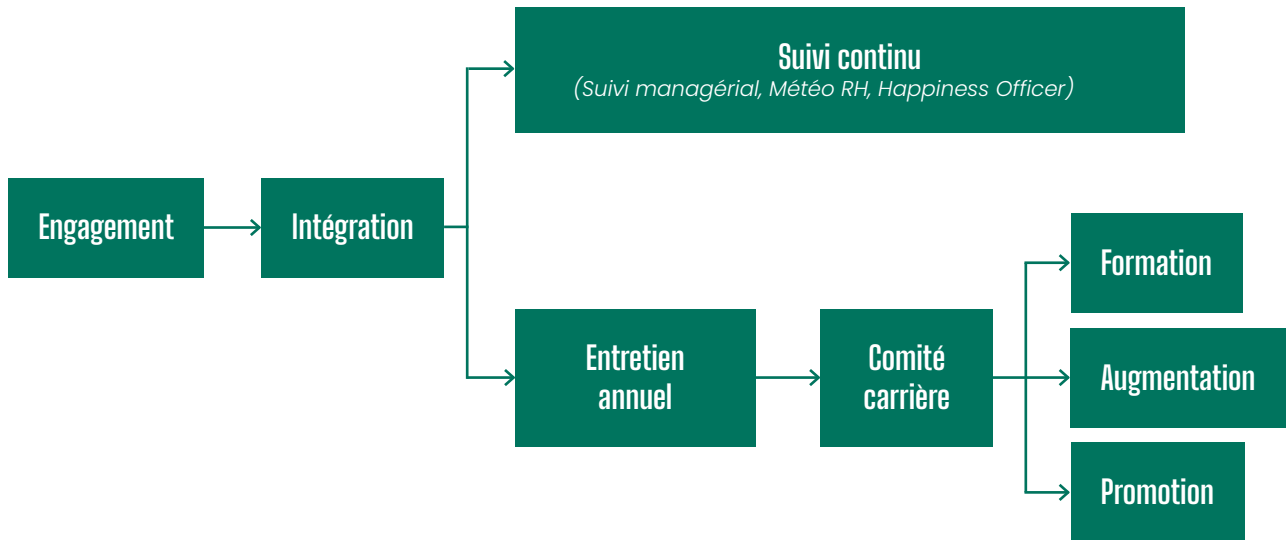 Suivi continu
(Suivi managérial, Météo RH, Happiness Officer)
Engagement
Intégration
Entretien
annuel
Comité
carrière
Formation
Augmentation
Promotion